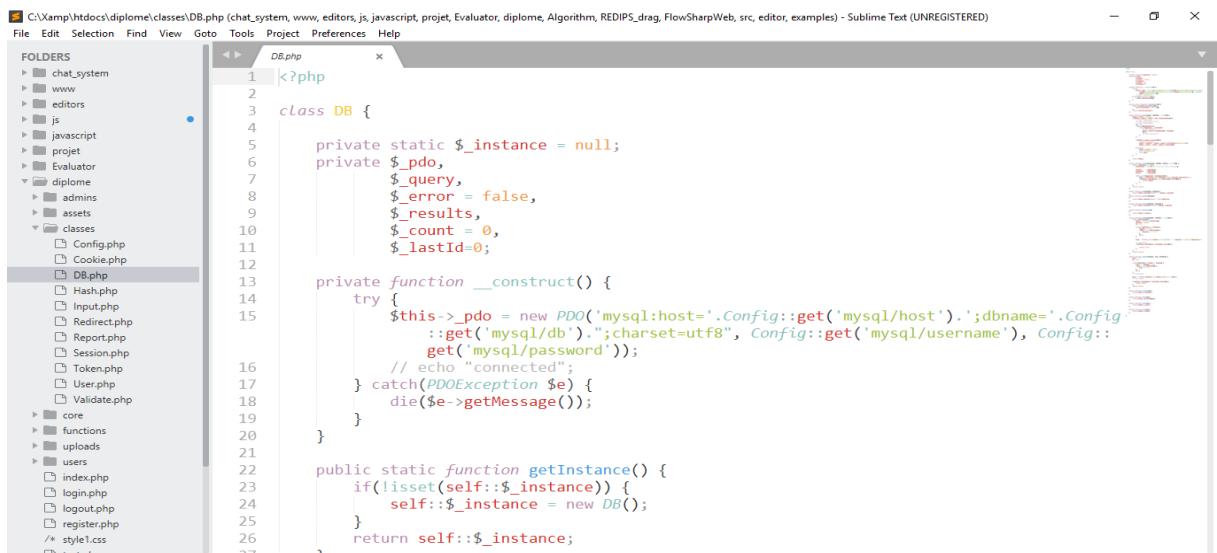 C:\Xamp\htdocs\diplome\classes\DB.php (chat_system, www, editors, js, javascript, projet, Evaluator, diplome, Algorithm, REDIPS_drag, FlowSharpWeb, src, editor, examples) - Sublime Text (UNREGISTERED)
File Edit Selection Find View Goto Tools Project Preferences Help
FOLDERS
chat_system
www
editors
js
javascript
projet
Evaluator
diplome
admins
assets
classes
Config.php
Cookie.php
DB.php
Hash.php
Input.php
Redirect.php
Report.php
Session.php
Token.php
User.php
Validate.php
core
functions
uploads
users
index.php
login.php
logout.php
register.php
/* style1.css
DB.php ×
1 <?php
2
3 class DB {
4
5 private static $_instance = null;
6 private $_pdo,
7 $_query,
8 $_error = false,
9 $_results,
10 $_count = 0,
11 $_lastId=0;
12
13 private function __construct() {
14 try {
15 $this->_pdo = new PDO('mysql:host='.Config::get('mysql/host').';dbname='.Config
::get('mysql/db').";charset=utf8", Config::get('mysql/username'), Config::
get('mysql/password'));
16 // echo "connected";
17 } catch(PDOException $e) {
18 die($e->getMessage());
19 }
20 }
21
22 public static function getInstance() {
23 if(!isset(self::$_instance)) {
24 self::$_instance = new DB();
25 }
26 return self::$_instance;